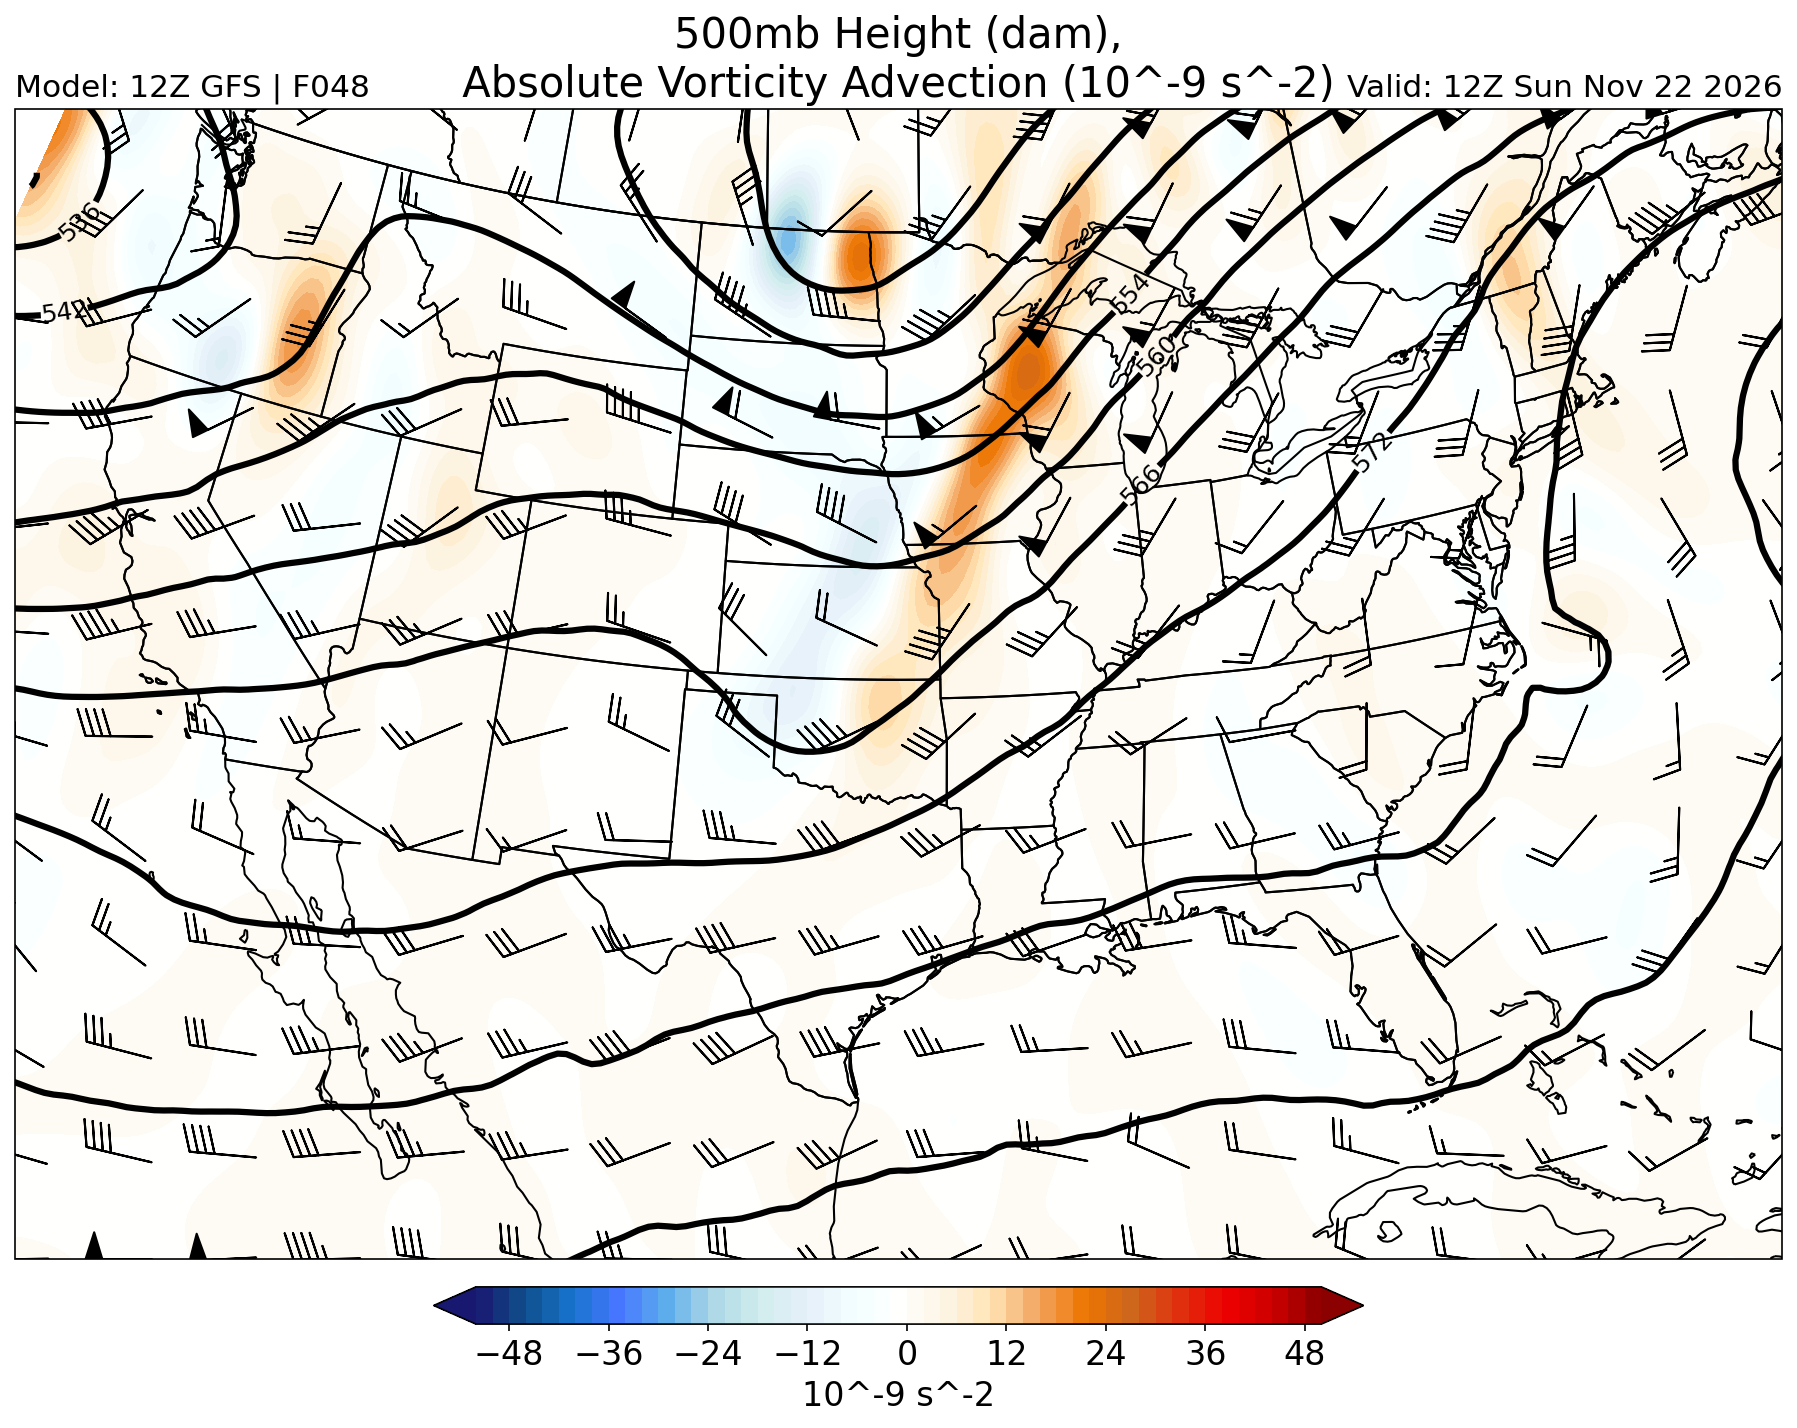 500mb Height (dam),
Model: 12Z GFS | F048
Absolute Vorticity Advection (10^-9 s^-2)
Valid: 12Z Sun Nov 22 2026
536
542
554
560
566
572
−48 −36 −24 −12 0 12 24 36 48
10^-9 s^-2